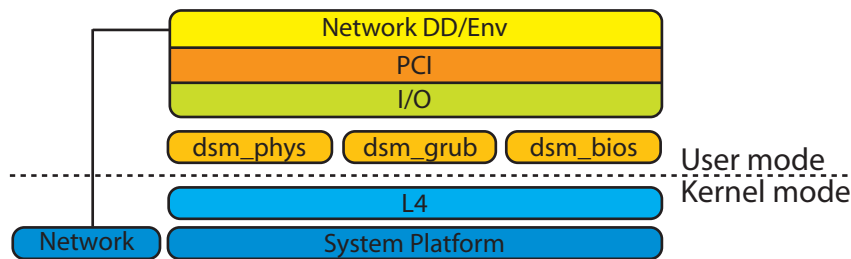 Network DD/Env
PCI
I/O
dsm_phys dsm_grub dsm_bios
User mode
Kernel mode
L4
Network System Platform